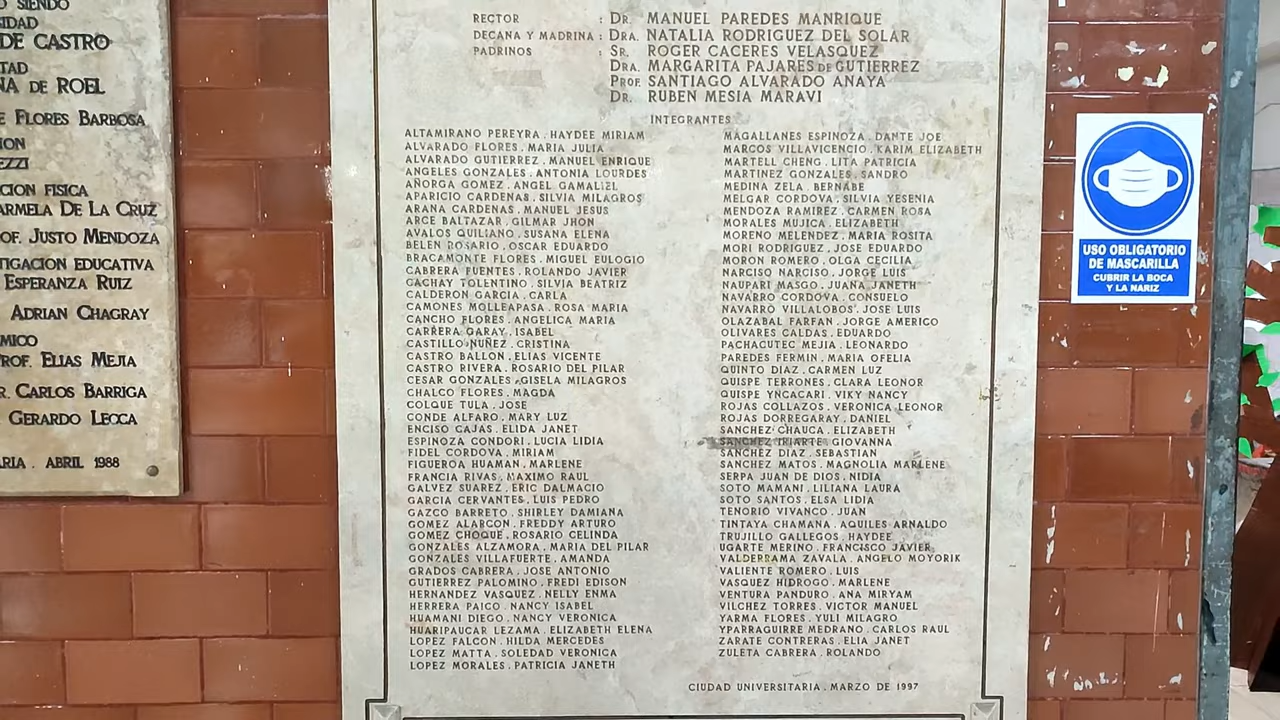 O SIENDO
SIDAD
DE CASTRO
TAD
NA DE ROEL
E FLORES BARBOSA
ION
EZZI
CION FISICA
ARMELA DE LA CRUZ
OF. JUSTO MENDOZA
TIGACION EDUCATIVA
ESPERANZA RUIZ
ADRIAN CHAGRAY
MICO
PROF. ELIAS MEJIA
R. CARLOS BARRIGA
GERARDO LECCA
ARIA . ABRIL 1988
RECTOR : DR. MANUEL PAREDES MANRIQUE
DECANA Y MADRINA : DRA. NATALIA RODRIGUEZ DEL SOLAR
PADRINOS : SR. ROGER CACERES VELASQUEZ
DRA. MARGARITA PAJARES DE GUTIERREZ
PROF. SANTIAGO ALVARADO ANAYA
DR. RUBEN MESIA MARAVI
INTEGRANTES
ALTAMIRANO PEREYRA . HAYDEE MIRIAM
ALVARADO FLORES . MARIA JULIA
ALVARADO GUTIERREZ . MANUEL ENRIQUE
ANGELES GONZALES . ANTONIA LOURDES
AÑORGA GOMEZ . ANGEL GAMALIEL
APARICIO CARDENAS . SILVIA MILAGROS
ARANA CARDENAS . MANUEL JESUS
ARCE BALTAZAR . GILMAR JHON
AVALOS QUILIANO . SUSANA ELENA
BELEN ROSARIO . OSCAR EDUARDO
BRACAMONTE FLORES . MIGUEL EULOGIO
CABRERA FUENTES . ROLANDO JAVIER
CACHAY TOLENTINO . SILVIA BEATRIZ
CALDERON GARCIA . CARLA
CAMONES MOLLEAPASA . ROSA MARIA
CANCHO FLORES . ANGELICA MARIA
CARRERA GARAY . ISABEL
CASTILLO NUÑEZ . CRISTINA
CASTRO BALLON . ELIAS VICENTE
CASTRO RIVERA . ROSARIO DEL PILAR
CESAR GONZALES . GISELA MILAGROS
CHALCO FLORES . MAGDA
COLQUE TULA . JOSE
CONDE ALFARO . MARY LUZ
ENCISO CAJAS . ELIDA JANET
ESPINOZA CONDORI . LUCIA LIDIA
FIDEL CORDOVA . MIRIAM
FIGUEROA HUAMAN . MARLENE
FRANCIA RIVAS . MAXIMO RAUL
GALVEZ SUAREZ . ERIC DALMACIO
GARCIA CERVANTES . LUIS PEDRO
GAZCO BARRETO . SHIRLEY DAMIANA
GOMEZ ALARCON . FREDDY ARTURO
GOMEZ CHOQUE . ROSARIO CELINDA
GONZALES ALZAMORA . MARIA DEL PILAR
GONZALES VILLAFUERTE . AMANDA
GRADOS CABRERA . JOSE ANTONIO
GUTIERREZ PALOMINO . FREDI EDISON
HERNANDEZ VASQUEZ . NELLY ENMA
HERRERA PAICO . NANCY ISABEL
HUAMANI DIEGO . NANCY VERONICA
HUARIPAUCAR LEZAMA . ELIZABETH ELENA
LOPEZ FALCON . HILDA MERCEDES
LOPEZ MATTA . SOLEDAD VERONICA
LOPEZ MORALES . PATRICIA JANETH
MAGALLANES ESPINOZA . DANTE JOE
MARCOS VILLAVICENCIO . KARIM ELIZABETH
MARTELL CHENG . LITA PATRICIA
MARTINEZ GONZALES . SANDRO
MEDINA ZELA . BERNABE
MELGAR CORDOVA . SILVIA YESENIA
MENDOZA RAMIREZ . CARMEN ROSA
MORALES MUJICA . ELIZABETH
MORENO MELENDEZ . MARIA ROSITA
MORI RODRIGUEZ . JOSE EDUARDO
MORON ROMERO . OLGA CECILIA
NARCISO NARCISO . JORGE LUIS
NAUPARI MASGO . JUANA JANETH
NAVARRO CORDOVA . CONSUELO
NAVARRO VILLALOBOS . JOSE LUIS
OLAZABAL FARFAN . JORGE AMERICO
OLIVARES CALDAS . EDUARDO
PACHACUTEC MEJIA . LEONARDO
PAREDES FERMIN . MARIA OFELIA
QUINTO DIAZ . CARMEN LUZ
QUISPE TERRONES . CLARA LEONOR
QUISPE YNCACARI . VIKY NANCY
ROJAS COLLAZOS . VERONICA LEONOR
ROJAS DORREGARAY . DANIEL
SANCHEZ CHAUCA . ELIZABETH
SANCHEZ IRIARTE GIOVANNA
SANCHEZ DIAZ . SEBASTIAN
SANCHEZ MATOS . MAGNOLIA MARLENE
SERPA JUAN DE DIOS . NIDIA
SOTO MAMANI . LILIANA LAURA
SOTO SANTOS . ELSA LIDIA
TENORIO VIVANCO . JUAN
TINTAYA CHAMANA . AQUILES ARNALDO
TRUJILLO GALLEGOS . HAYDEE
UGARTE MERINO . FRANCISCO JAVIER
VALDERRAMA ZAVALA . ANGELO MOYORIK
VALIENTE ROMERO . LUIS
VASQUEZ HIDROGO . MARLENE
VENTURA PANDURO . ANA MIRYAM
VILCHEZ TORRES . VICTOR MANUEL
YARMA FLORES . YULI MILAGRO
YPARRAGUIRRE MEDRANO . CARLOS RAUL
ZARATE CONTRERAS . ELIA JANET
ZULETA CABRERA . ROLANDO
CIUDAD UNIVERSITARIA . MARZO DE 1997
USO OBLIGATORIO
DE MASCARILLA
CUBRIR LA BOCA
Y LA NARIZ